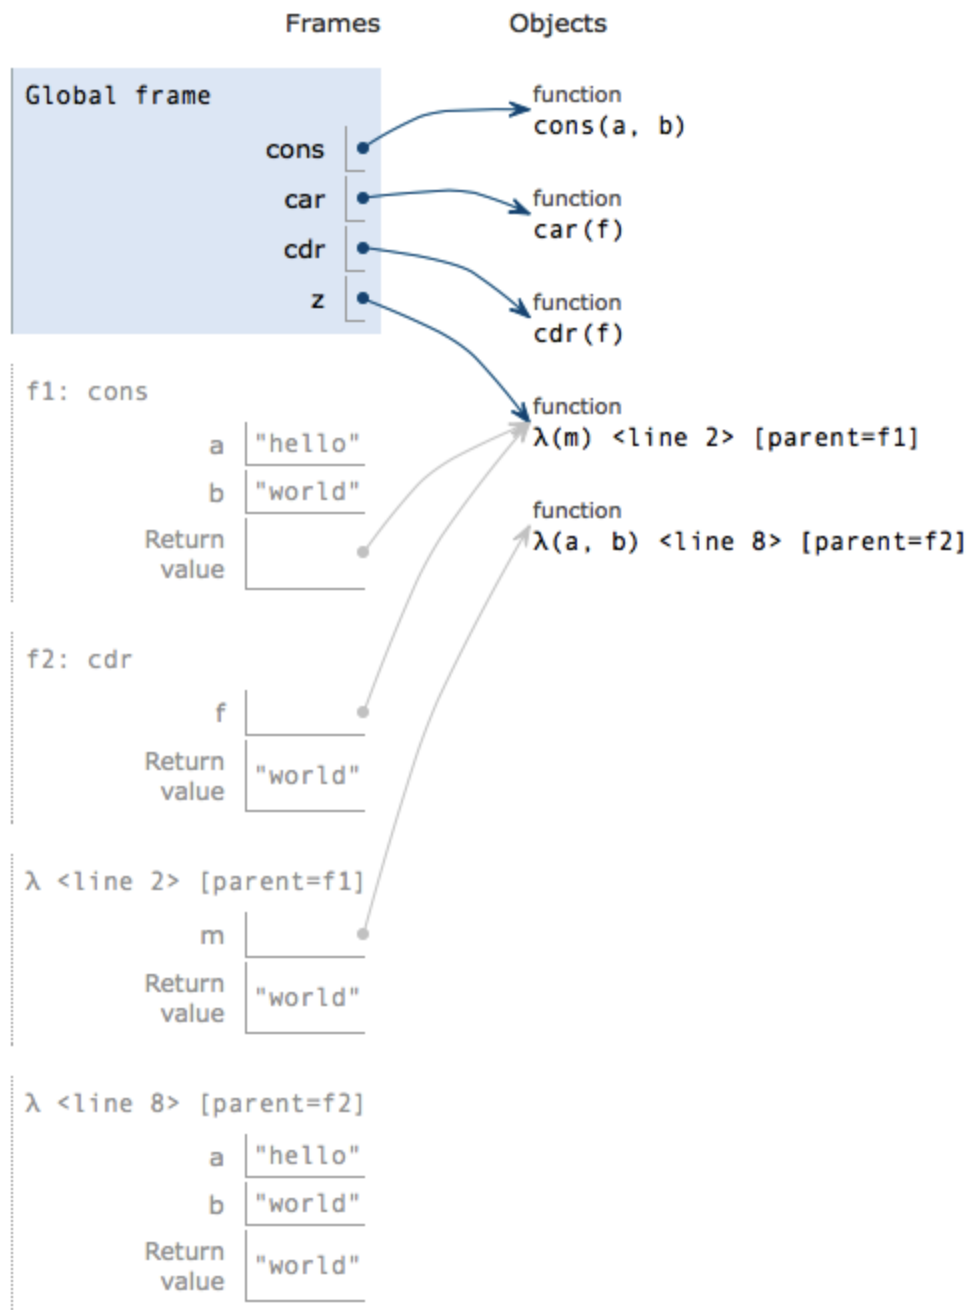 Frames Objects
Global frame
cons
car
cdr
z
function
cons(a, b)
function
car(f)
function
cdr(f)
function
λ(m) <line 2> [parent=f1]
function
λ(a, b) <line 8> [parent=f2]
f1: cons
a "hello"
b "world"
Return
value
f2: cdr
f
Return
value "world"
λ <line 2> [parent=f1]
m
Return
value "world"
λ <line 8> [parent=f2]
a "hello"
b "world"
Return
value "world"